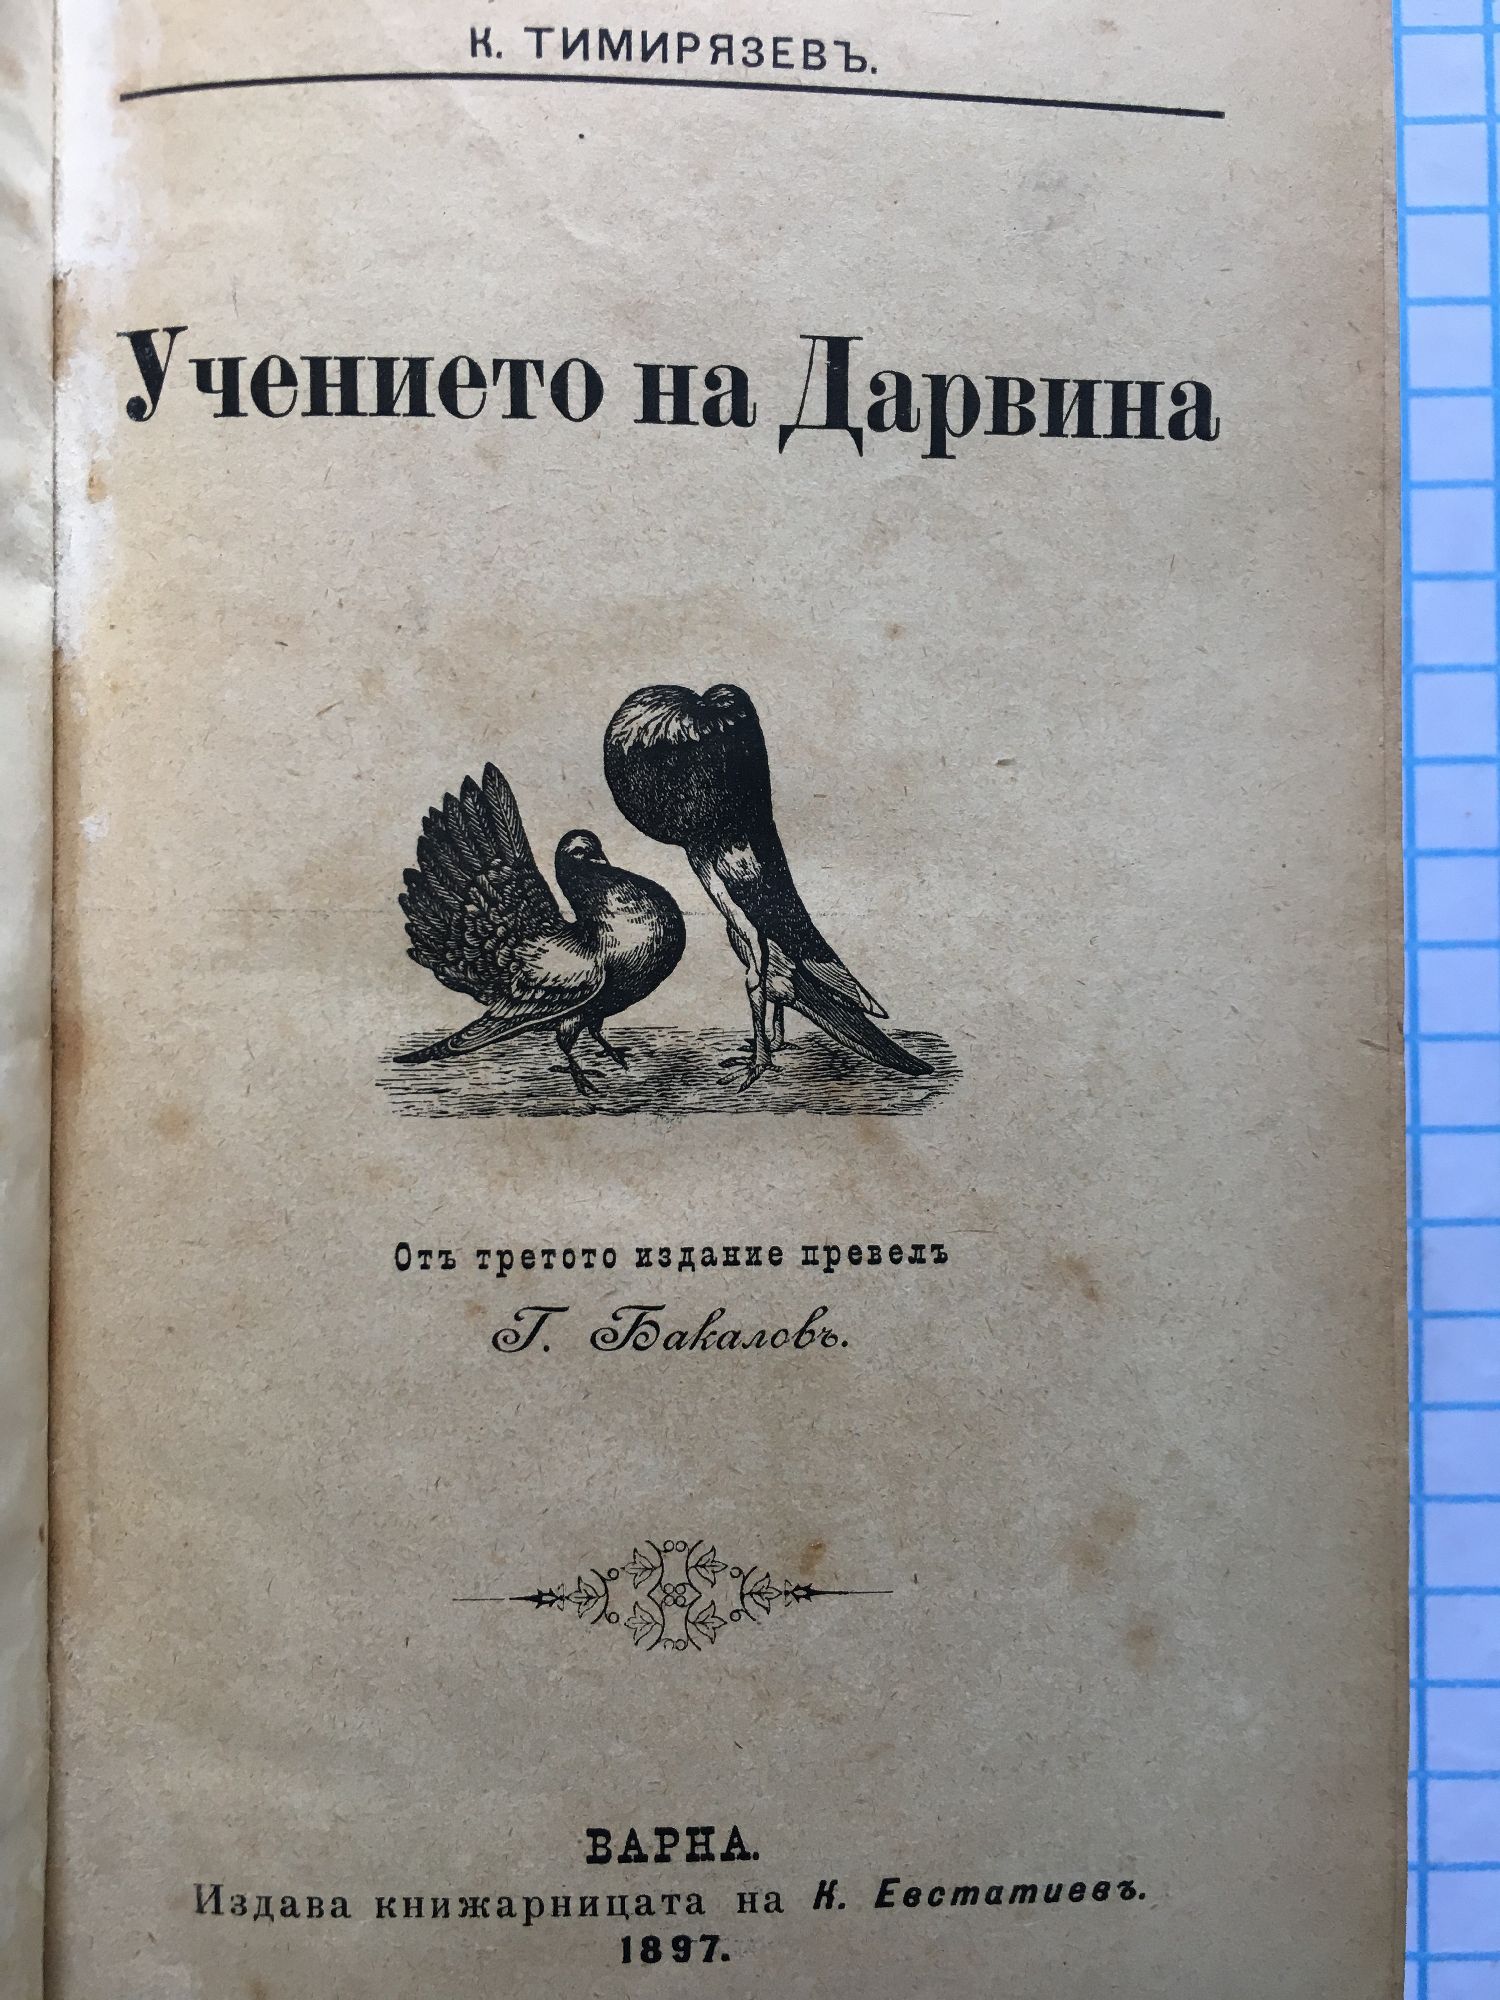 К. ТИМИРЯЗЕВЪ.
Учението на Дарвина
Отъ третото издание превелъ
Г. Бакаловъ.
ВАРНА.
Издава книжарницата на К. Евстатиевъ.
1897.